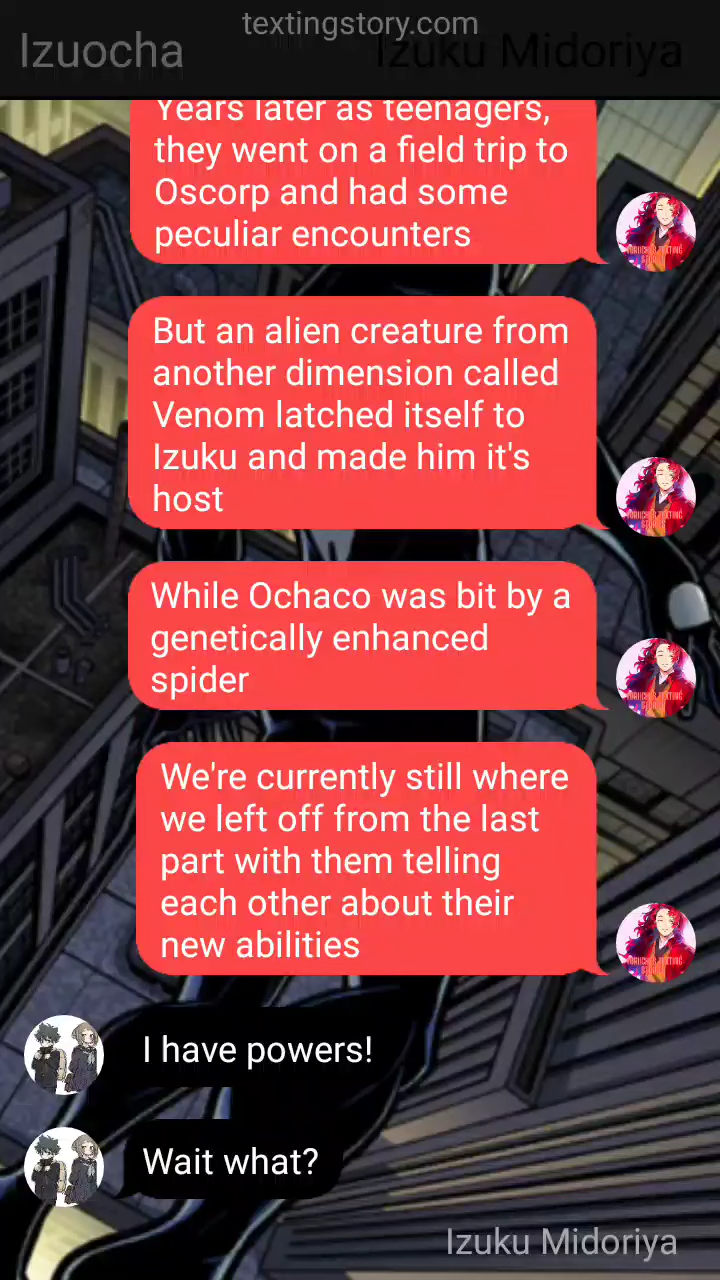 textingstory.com
Izuocha
Izuku Midoriya
Years later as teenagers,
they went on a field trip to
Oscorp and had some
peculiar encounters
But an alien creature from
another dimension called
Venom latched itself to
Izuku and made him it's
host
While Ochaco was bit by a
genetically enhanced
spider
We're currently still where
we left off from the last
part with them telling
each other about their
new abilities
I have powers!
Wait what?
Izuku Midoriya